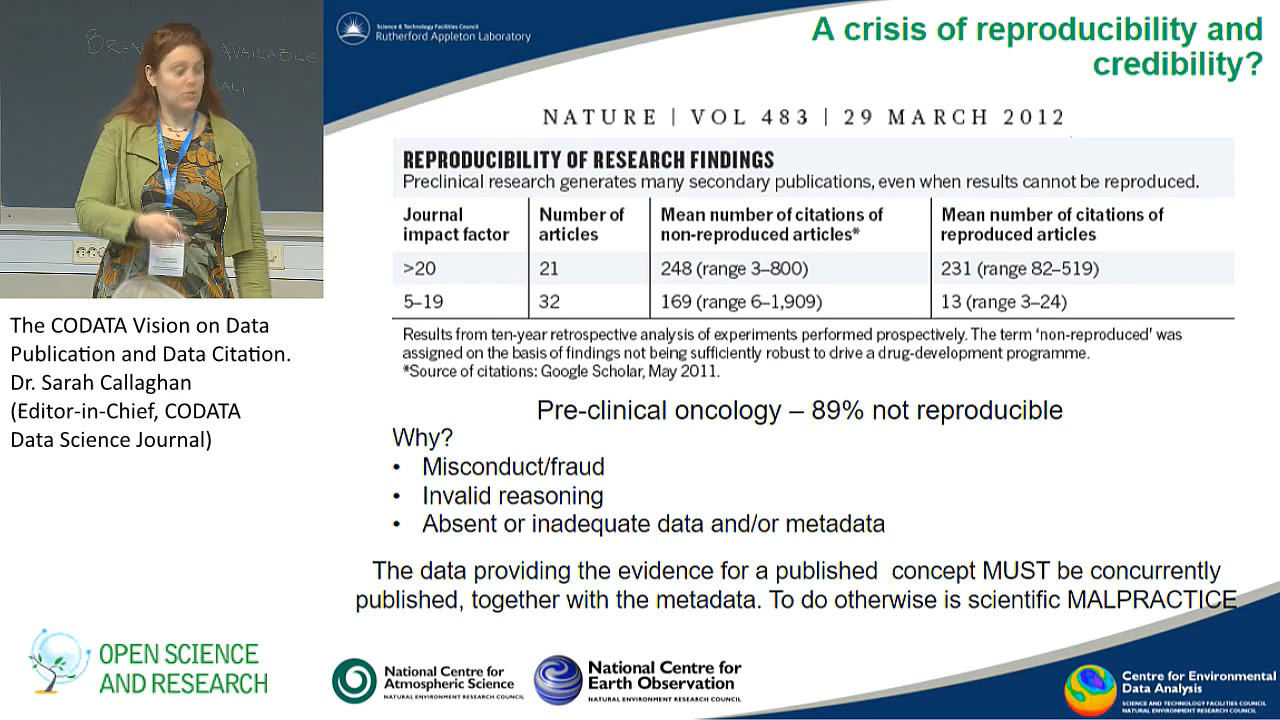 BREA AVAILABLE
Science & Technology Facilities Council
Rutherford Appleton Laboratory
A crisis of reproducibility and
credibility?
NATURE | VOL 483 | 29 MARCH 2012
REPRODUCIBILITY OF RESEARCH FINDINGS
Preclinical research generates many secondary publications, even when results cannot be reproduced.
Journal impact factor | Number of articles | Mean number of citations of non-reproduced articles* | Mean number of citations of reproduced articles
>20 | 21 | 248 (range 3–800) | 231 (range 82–519)
5–19 | 32 | 169 (range 6–1,909) | 13 (range 3–24)
Results from ten-year retrospective analysis of experiments performed prospectively. The term ‘non-reproduced’ was
assigned on the basis of findings not being sufficiently robust to drive a drug-development programme.
*Source of citations: Google Scholar, May 2011.
Pre-clinical oncology – 89% not reproducible
Why?
• Misconduct/fraud
• Invalid reasoning
• Absent or inadequate data and/or metadata
The data providing the evidence for a published concept MUST be concurrently
published, together with the metadata. To do otherwise is scientific MALPRACTICE
The CODATA Vision on Data
Publication and Data Citation.
Dr. Sarah Callaghan
(Editor-in-Chief, CODATA
Data Science Journal)
OPEN SCIENCE
AND RESEARCH
National Centre for
Atmospheric Science
NATURAL ENVIRONMENT RESEARCH COUNCIL
National Centre for
Earth Observation
NATURAL ENVIRONMENT RESEARCH COUNCIL
Centre for Environmental
Data Analysis
SCIENCE AND TECHNOLOGY FACILITIES COUNCIL
NATURAL ENVIRONMENT RESEARCH COUNCIL